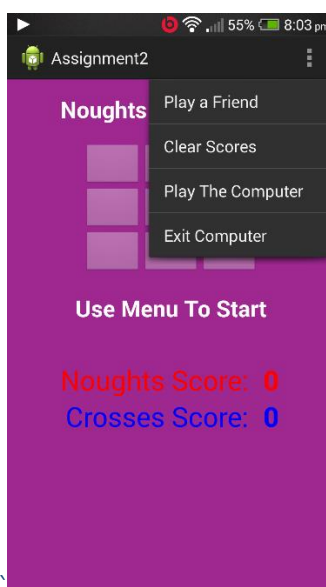 55% 8:03 pm
Assignment2
Play a Friend
Noughts
Clear Scores
Play The Computer
Exit Computer
Use Menu To Start
Noughts Score: 0
Crosses Score: 0